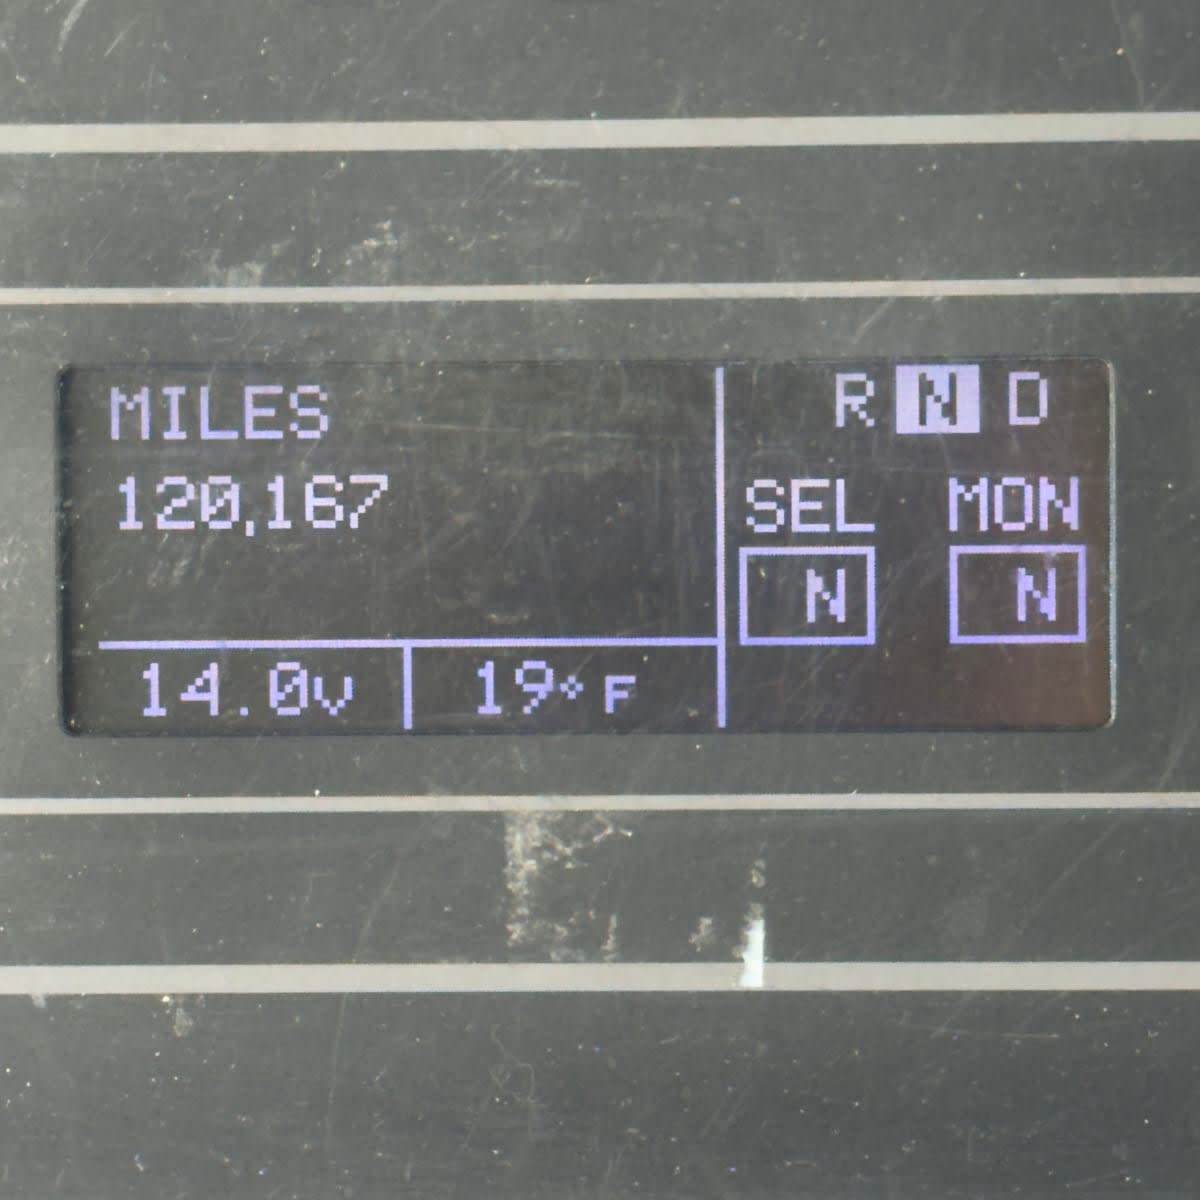 MILES
120,167
14.0v
19° F
R N D
SEL MON
N N